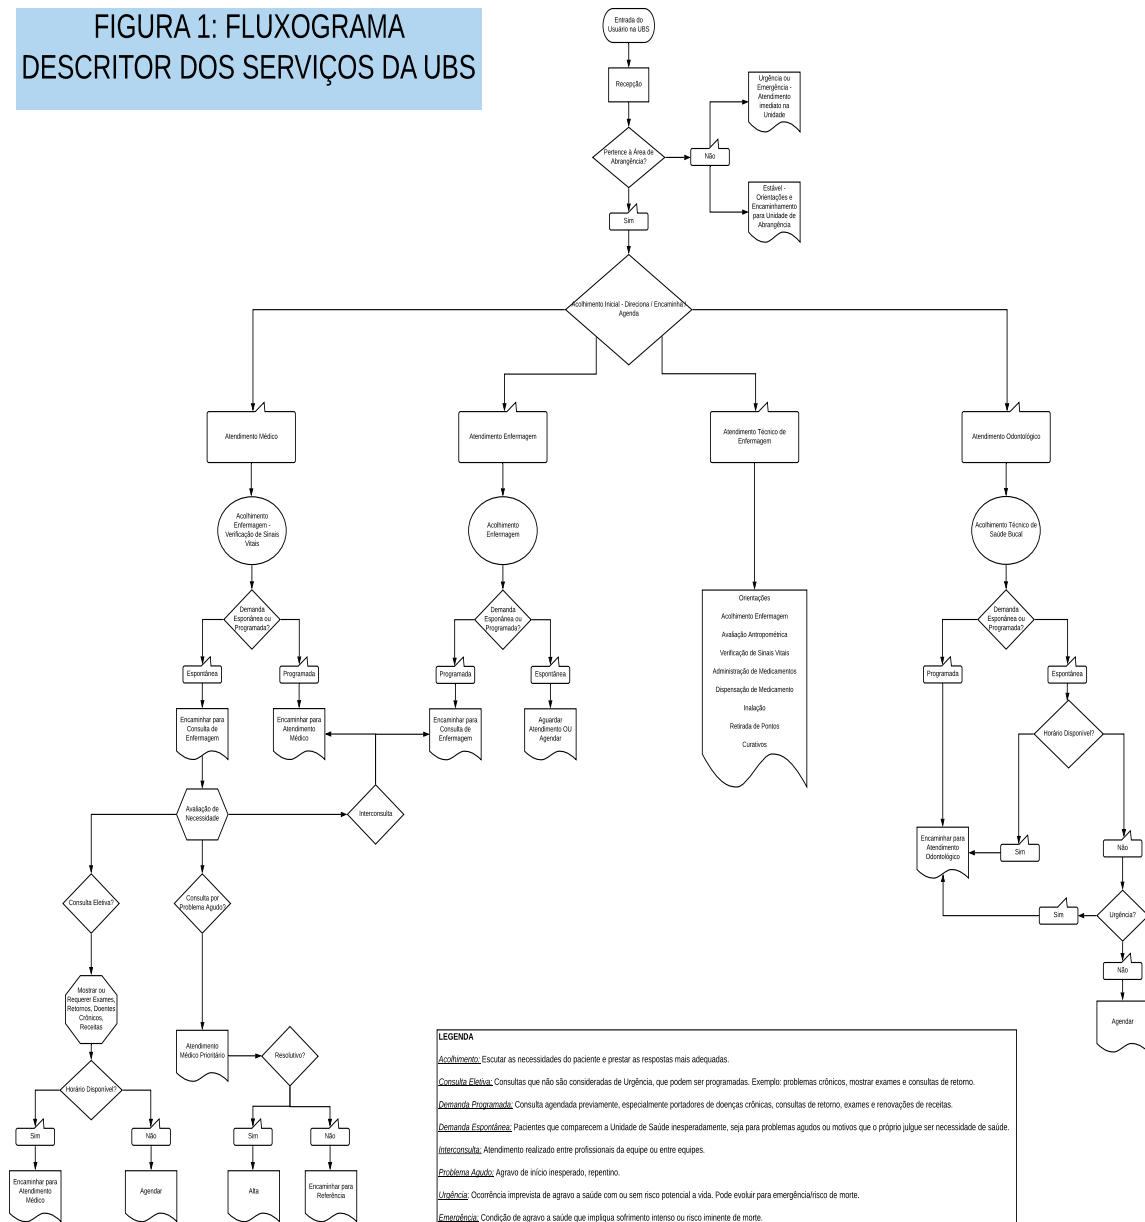 FIGURA 1: FLUXOGRAMA
DESCRITOR DOS SERVIÇOS DA UBS
Entrada do
Usuário na UBS
Recepção
Pertence à Área de
Abrangência?
Não
Urgência ou
Emergência -
Atendimento
imediato na
Unidade
Estável -
Orientações e
Encaminhamento
para Unidade de
Abrangência
Sim
Acolhimento Inicial - Direciona / Encaminha /
Agenda
Atendimento Médico
Atendimento Enfermagem
Atendimento Técnico de
Enfermagem
Atendimento Odontológico
Acolhimento
Enfermagem -
Verificação de Sinais
Vitais
Acolhimento
Enfermagem
Acolhimento Técnico de
Saúde Bucal
Demanda
Esponânea ou
Programada?
Demanda
Esponânea ou
Programada?
Demanda
Esponânea ou
Programada?
Orientações
Acolhimento Enfermagem
Avaliação Antropométrica
Verificação de Sinais Vitais
Administração de Medicamentos
Dispensação de Medicamento
Inalação
Retirada de Pontos
Curativos
Espontânea
Programada
Programada
Espontânea
Programada
Espontânea
Encaminhar para
Consulta de
Enfermagem
Encaminhar para
Atendimento
Médico
Encaminhar para
Consulta de
Enfermagem
Aguardar
Atendimento OU
Agendar
Horário Disponível?
Avaliação de
Necessidade
Interconsulta
Encaminhar para
Atendimento
Odontológico
Sim
Não
Consulta Eletiva?
Consulta por
Problema Agudo?
Sim
Urgência?
Não
Agendar
Mostrar ou
Requerer Exames,
Retornos, Doentes
Crônicos,
Receitas
Atendimento
Médico Prioritário
Resolutivo?
Horário Disponível?
Sim
Não
Sim
Não
Encaminhar para
Atendimento
Médico
Agendar
Alta
Encaminhar para
Referência
LEGENDA
Acolhimento: Escutar as necessidades do paciente e prestar as respostas mais adequadas.
Consulta Eletiva: Consultas que não são consideradas de Urgência, que podem ser programadas. Exemplo: problemas crônicos, mostrar exames e consultas de retorno.
Demanda Programada: Consulta agendada previamente, especialmente portadores de doenças crônicas, consultas de retorno, exames e renovações de receitas.
Demanda Espontânea: Pacientes que comparecem a Unidade de Saúde inesperadamente, seja para problemas agudos ou motivos que o próprio julgue ser necessidade de saúde.
Interconsulta: Atendimento realizado entre profissionais da equipe ou entre equipes.
Problema Agudo: Agravo de início inesperado, repentino.
Urgência: Ocorrência imprevista de agravo a saúde com ou sem risco potencial a vida. Pode evoluir para emergência/risco de morte.
Emergência: Condição de agravo a saúde que impliqua sofrimento intenso ou risco iminente de morte.